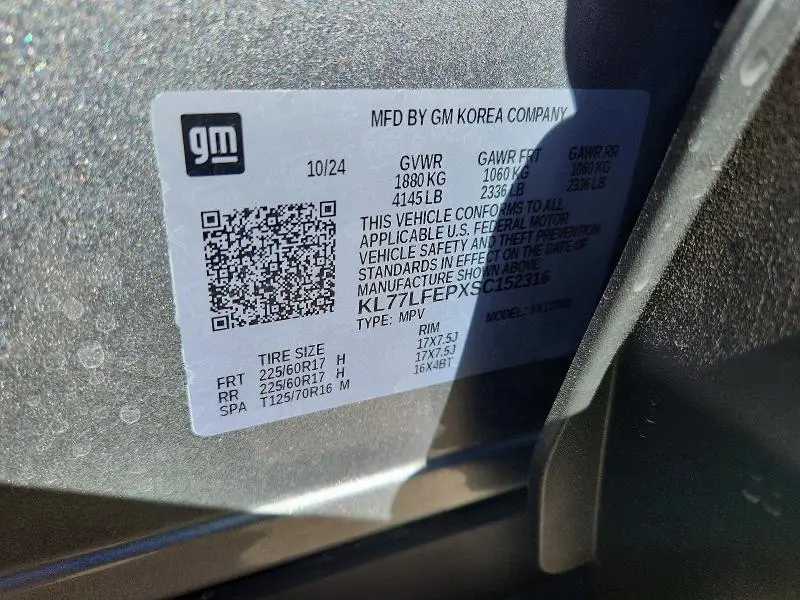 gm
MFD BY GM KOREA COMPANY
10/24
GVWR GAWR FRT GAWR RR
1880 KG 1060 KG 1060 KG
4145 LB 2336 LB 2336 LB
THIS VEHICLE CONFORMS TO ALL
APPLICABLE U.S. FEDERAL MOTOR
VEHICLE SAFETY AND THEFT PREVENTION
STANDARDS IN EFFECT ON THE DATE OF
MANUFACTURE SHOWN ABOVE
KL77LFEPXSC152316
TYPE: MPV MODEL:
TIRE SIZE RIM
FRT 225/60R17 H 17X7.5J
RR 225/60R17 H 17X7.5J
SPA T125/70R16 M 16X4BT